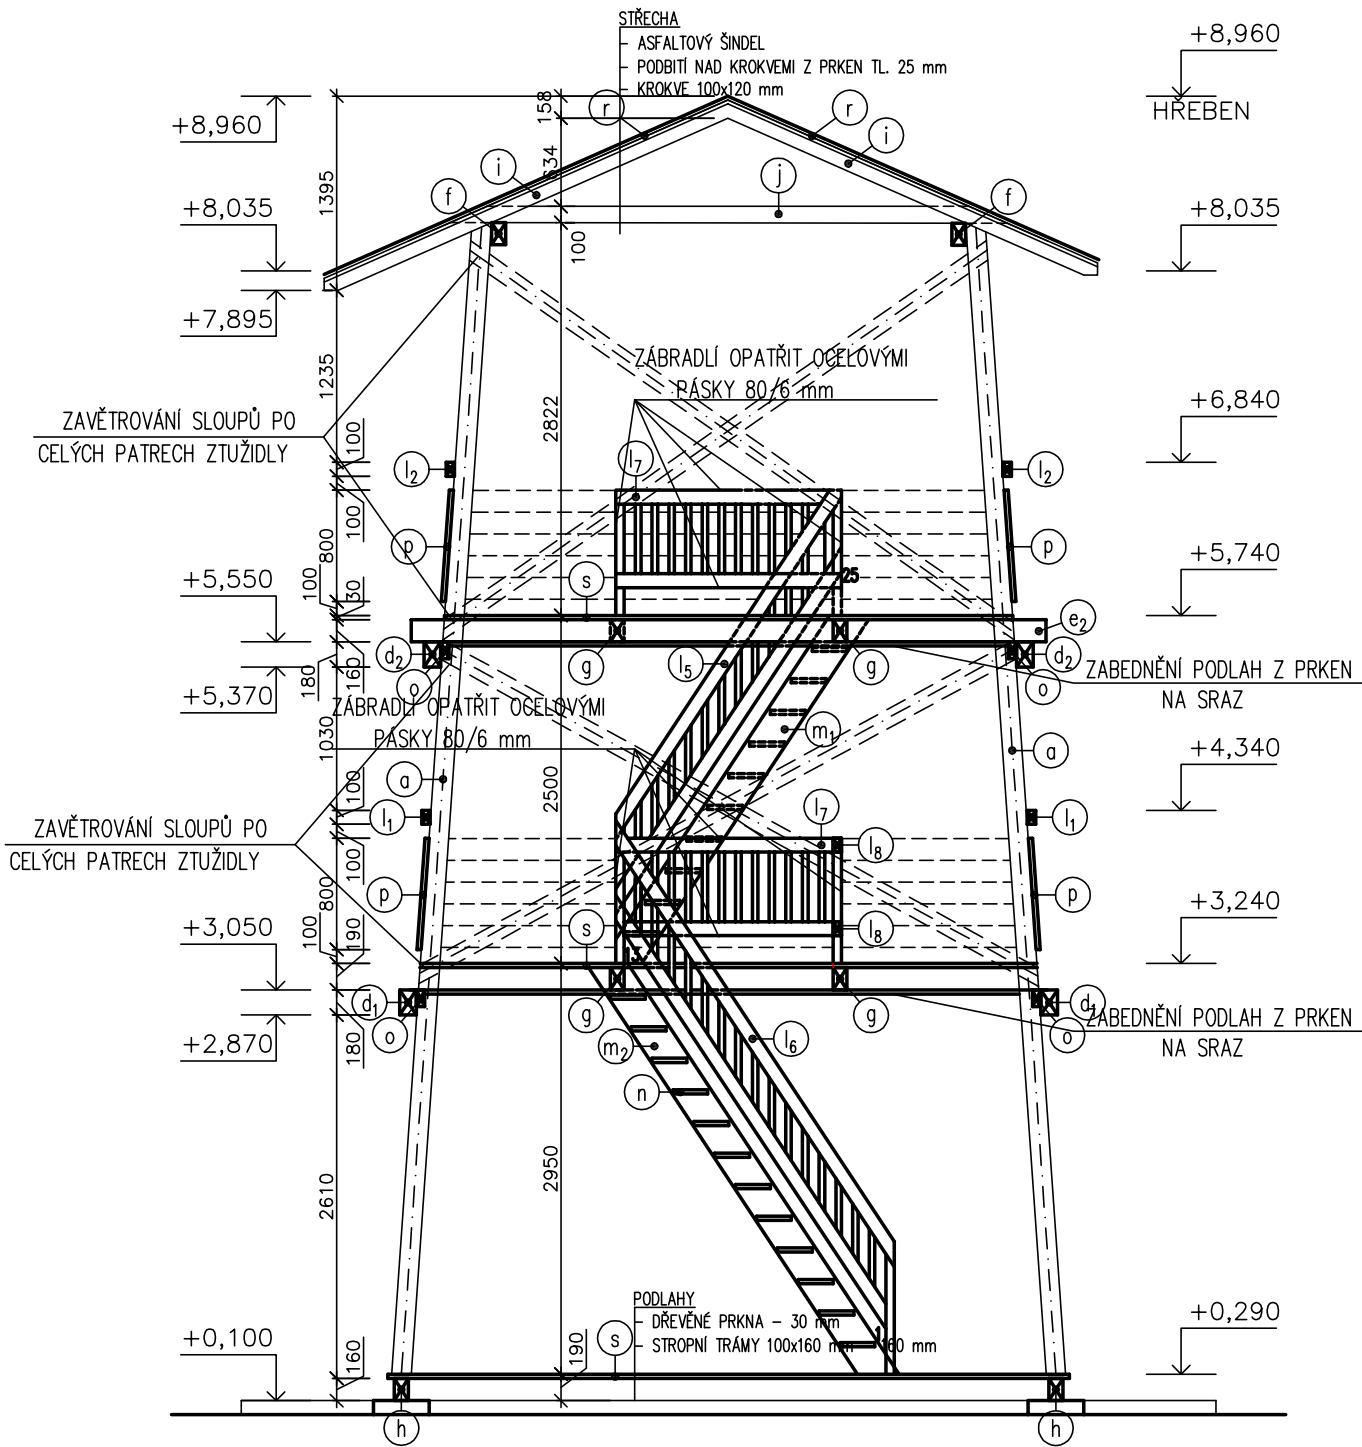 STŘECHA
ASFALTOVÝ ŠINDEL
PODBITÍ NAD KROKVEMI Z PRKEN TL. 25 mm
KROKVE 100x120 mm
+8,960
HŘEBEN
+8,960
+8,035
+8,035
+7,895
158
634
100
1395
1235
r
r
i
i
j
f
f
ZÁBRADLÍ OPATŘIT OCELOVÝMI
PÁSKY 80/6 mm
ZAVĚTROVÁNÍ SLOUPŮ PO
CELÝCH PATRECH ZTUŽIDLY
+6,840
2822
100
100
800
100
130
l2
l7
l2
p
p
s
25
+5,550
+5,740
e2
d2
d2
o
o
g
g
l5
180
160
+5,370
ZABEDNĚNÍ PODLAH Z PRKEN
NA SRAZ
ZÁBRADLÍ OPATŘIT OCELOVÝMI
PÁSKY 80/6 mm
m1
1030
2500
a
a
+4,340
100
100
800
100
190
l1
l1
l7
l8
l8
ZAVĚTROVÁNÍ SLOUPŮ PO
CELÝCH PATRECH ZTUŽIDLY
p
p
s
13
+3,050
+3,240
d1
d1
o
o
g
g
+2,870
180
ZABEDNĚNÍ PODLAH Z PRKEN
NA SRAZ
m2
l6
n
2610
2950
PODLAHY
DŘEVĚNÉ PRKNA – 30 mm
STROPNÍ TRÁMY 100x160 mm
160 mm
1
s
+0,100
+0,290
160
190
h
h